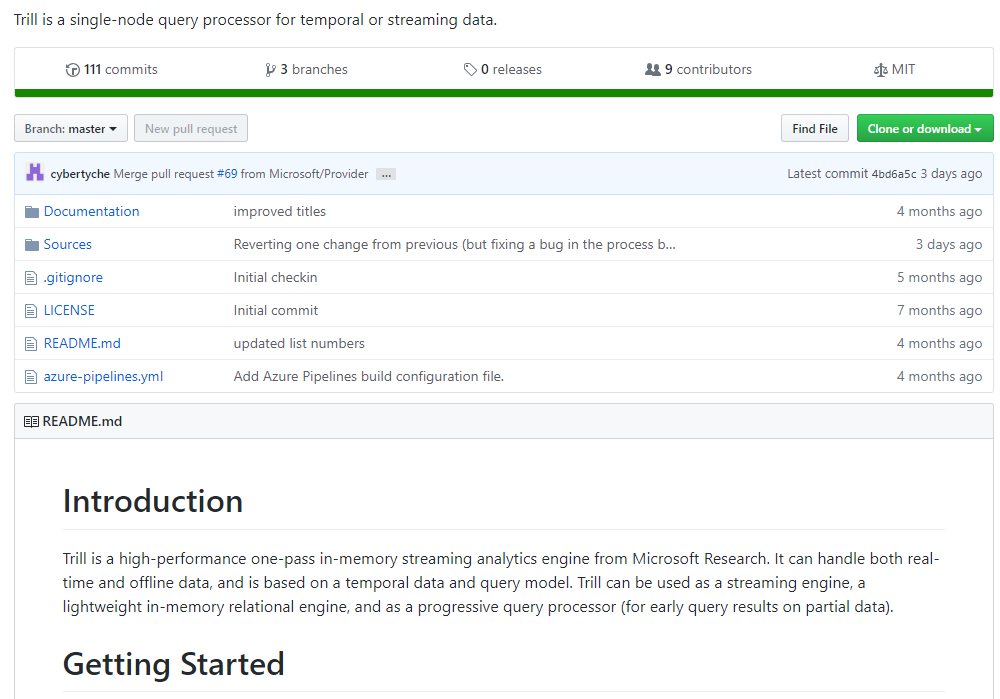 Trill is a single-node query processor for temporal or streaming data.
111 commits 3 branches 0 releases 9 contributors MIT
Branch: master New pull request Find File Clone or download
cybertyche Merge pull request #69 from Microsoft/Provider ... Latest commit 4bd6a5c 3 days ago
Documentation improved titles 4 months ago
Sources Reverting one change from previous (but fixing a bug in the process b... 3 days ago
.gitignore Initial checkin 5 months ago
LICENSE Initial commit 7 months ago
README.md updated list numbers 4 months ago
azure-pipelines.yml Add Azure Pipelines build configuration file. 4 months ago
README.md
Introduction
Trill is a high-performance one-pass in-memory streaming analytics engine from Microsoft Research. It can handle both real-
time and offline data, and is based on a temporal data and query model. Trill can be used as a streaming engine, a
lightweight in-memory relational engine, and as a progressive query processor (for early query results on partial data).
Getting Started